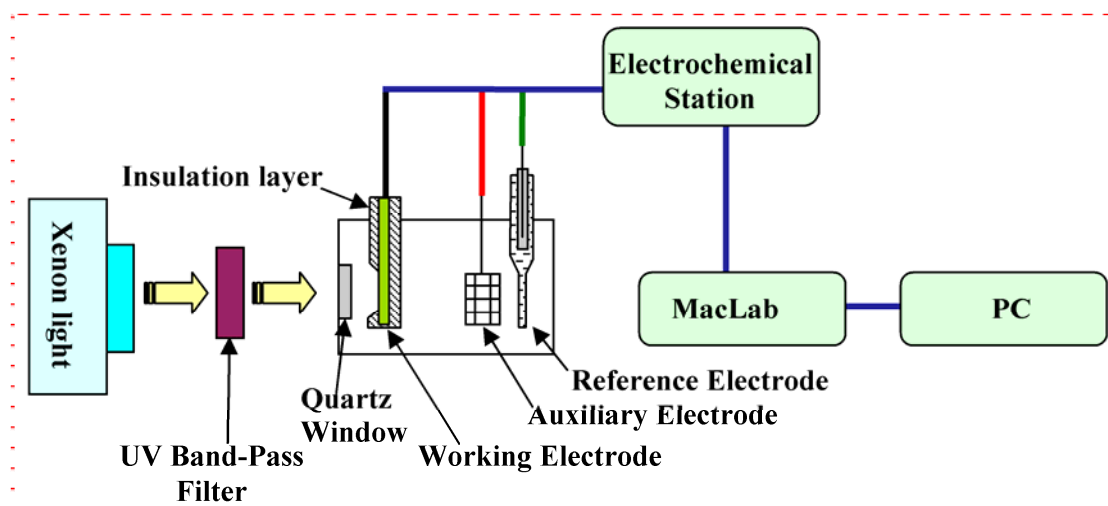 Electrochemical
Station
Insulation layer
Xenon light
MacLab
PC
Reference Electrode
Quartz
Window
Auxiliary Electrode
UV Band-Pass
Filter
Working Electrode